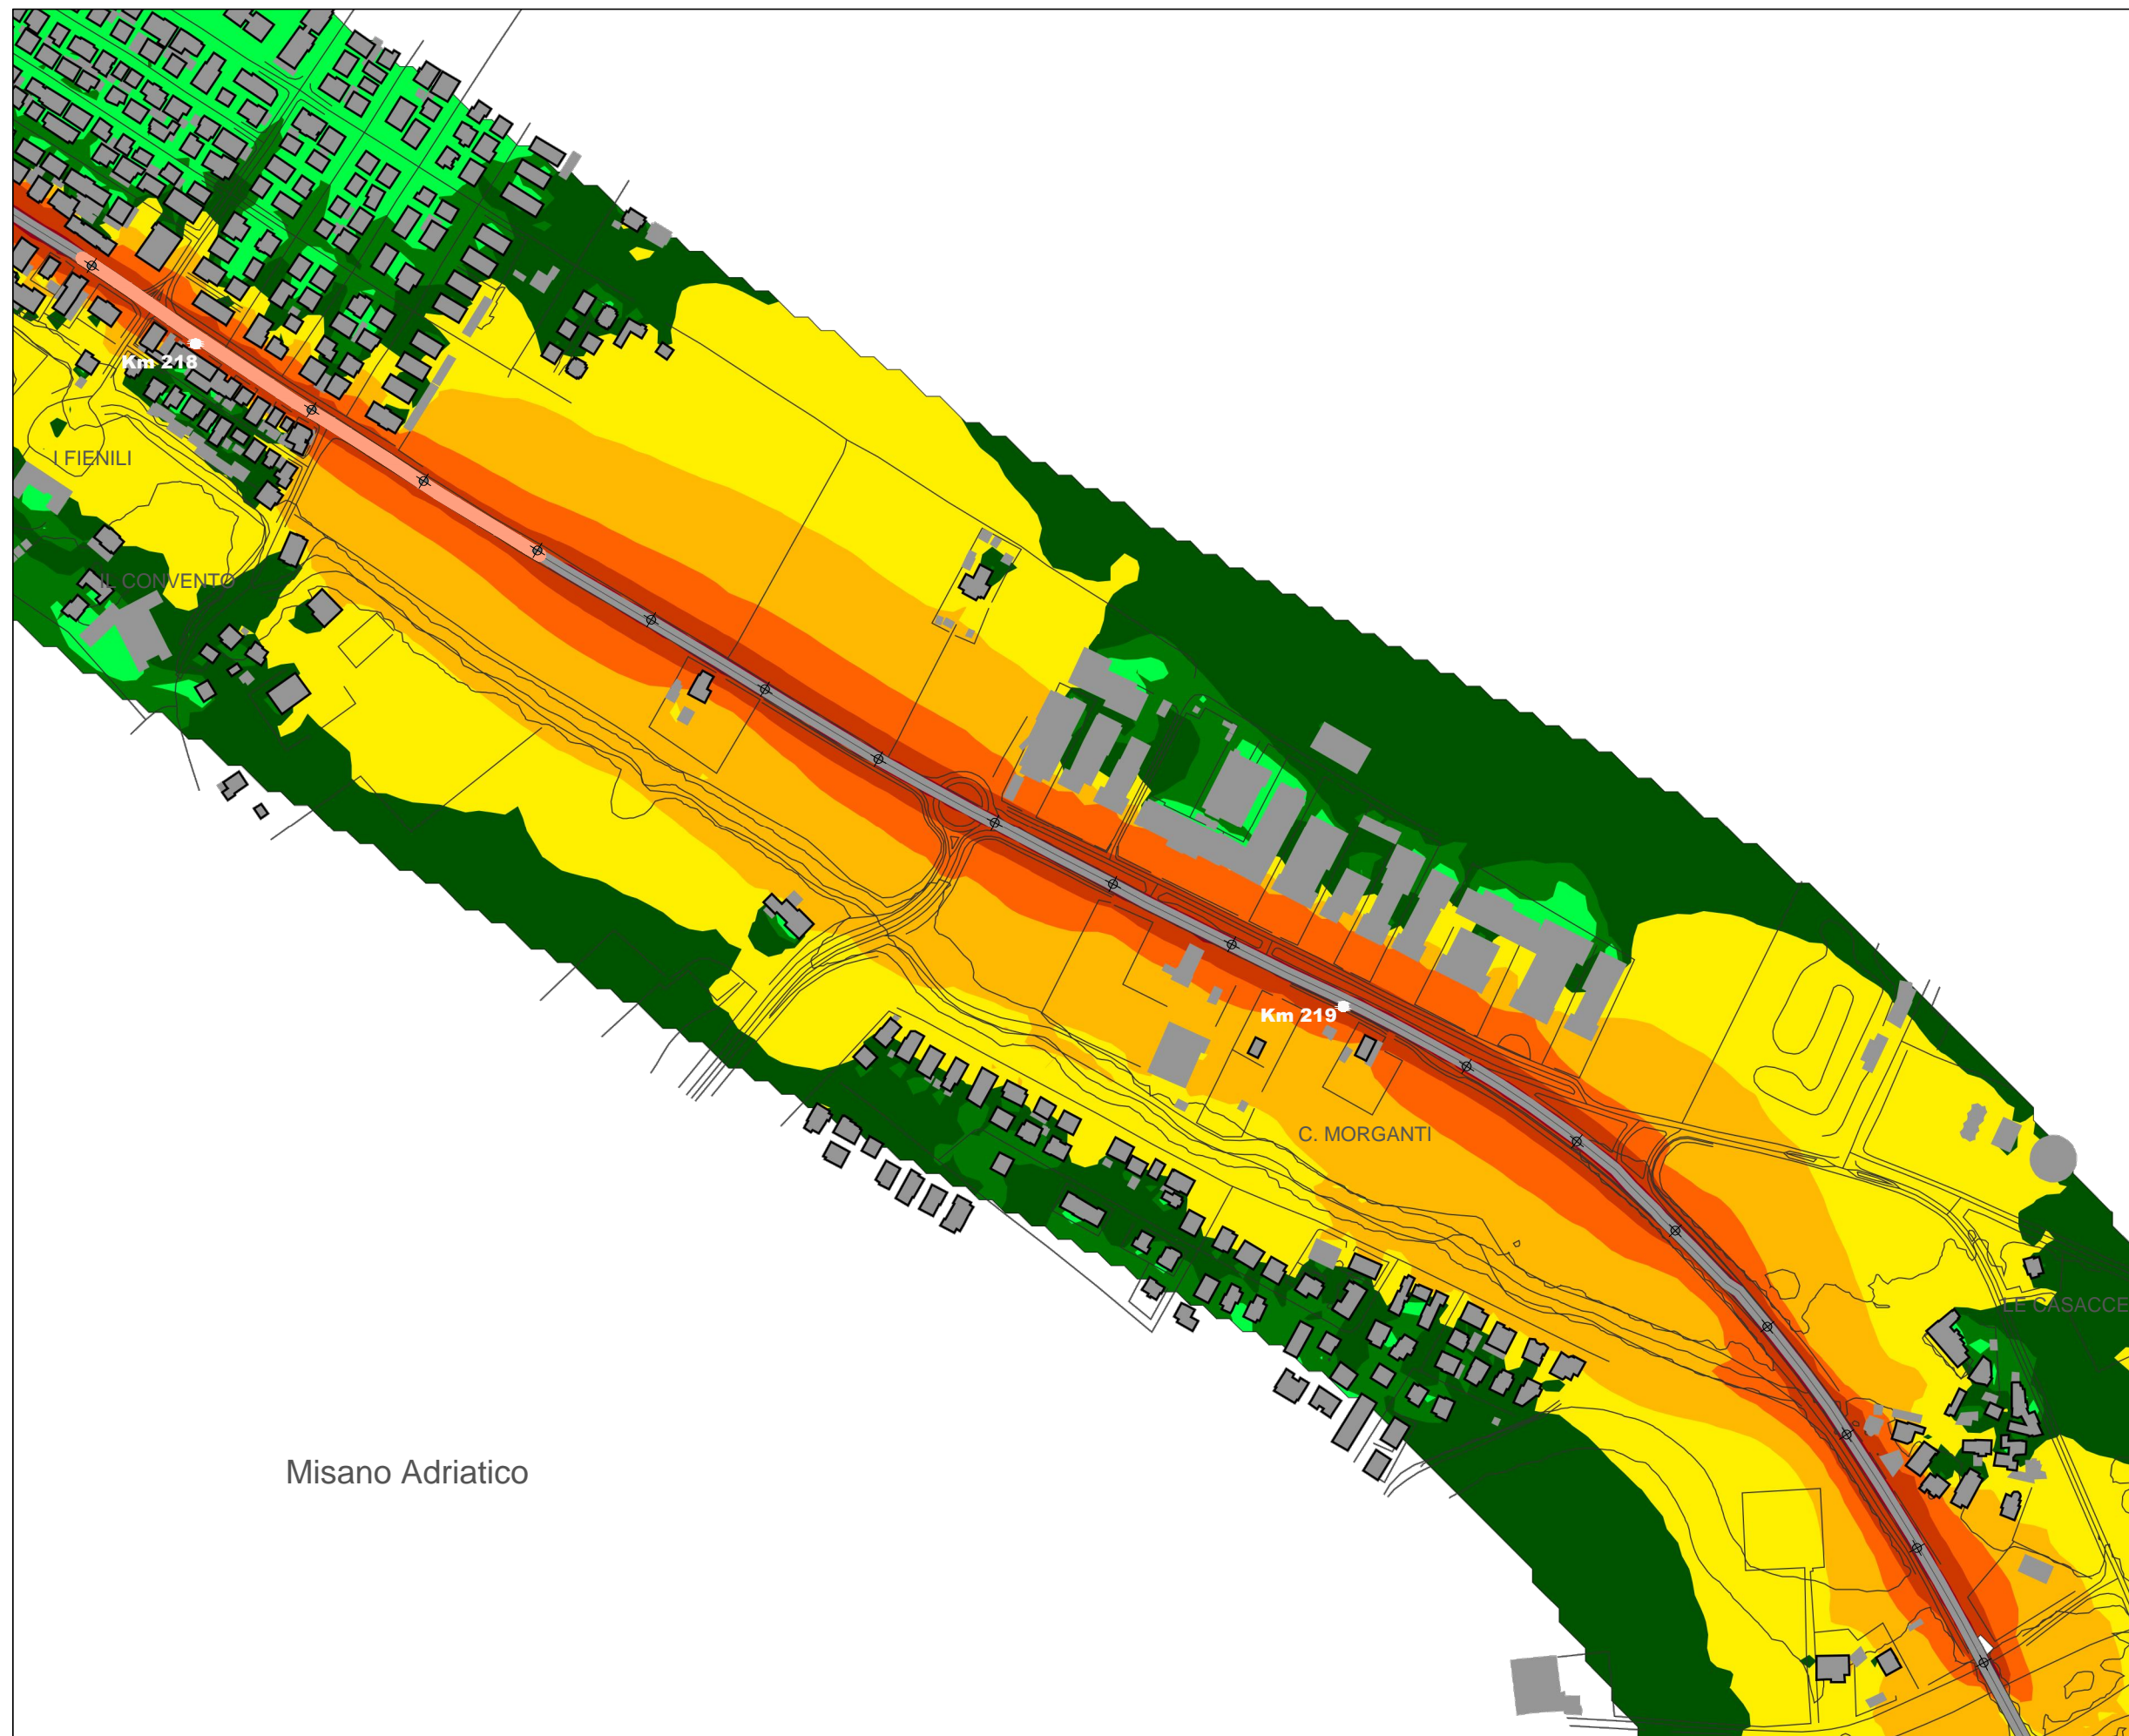 Km 218
I FIENILI
IL CONVENTO
Km 219
C. MORGANTI
LE CASACCE
Misano Adriatico